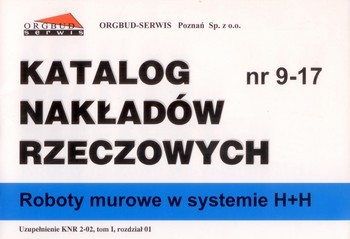 ORGBUD
serwis
ORGBUD-SERWIS Poznań Sp. z o.o.
KATALOG nr 9-17
NAKŁADÓW
RZECZOWYCH
Roboty murowe w systemie H+H
Uzupełnienie KNR 2-02, tom I, rozdział 01